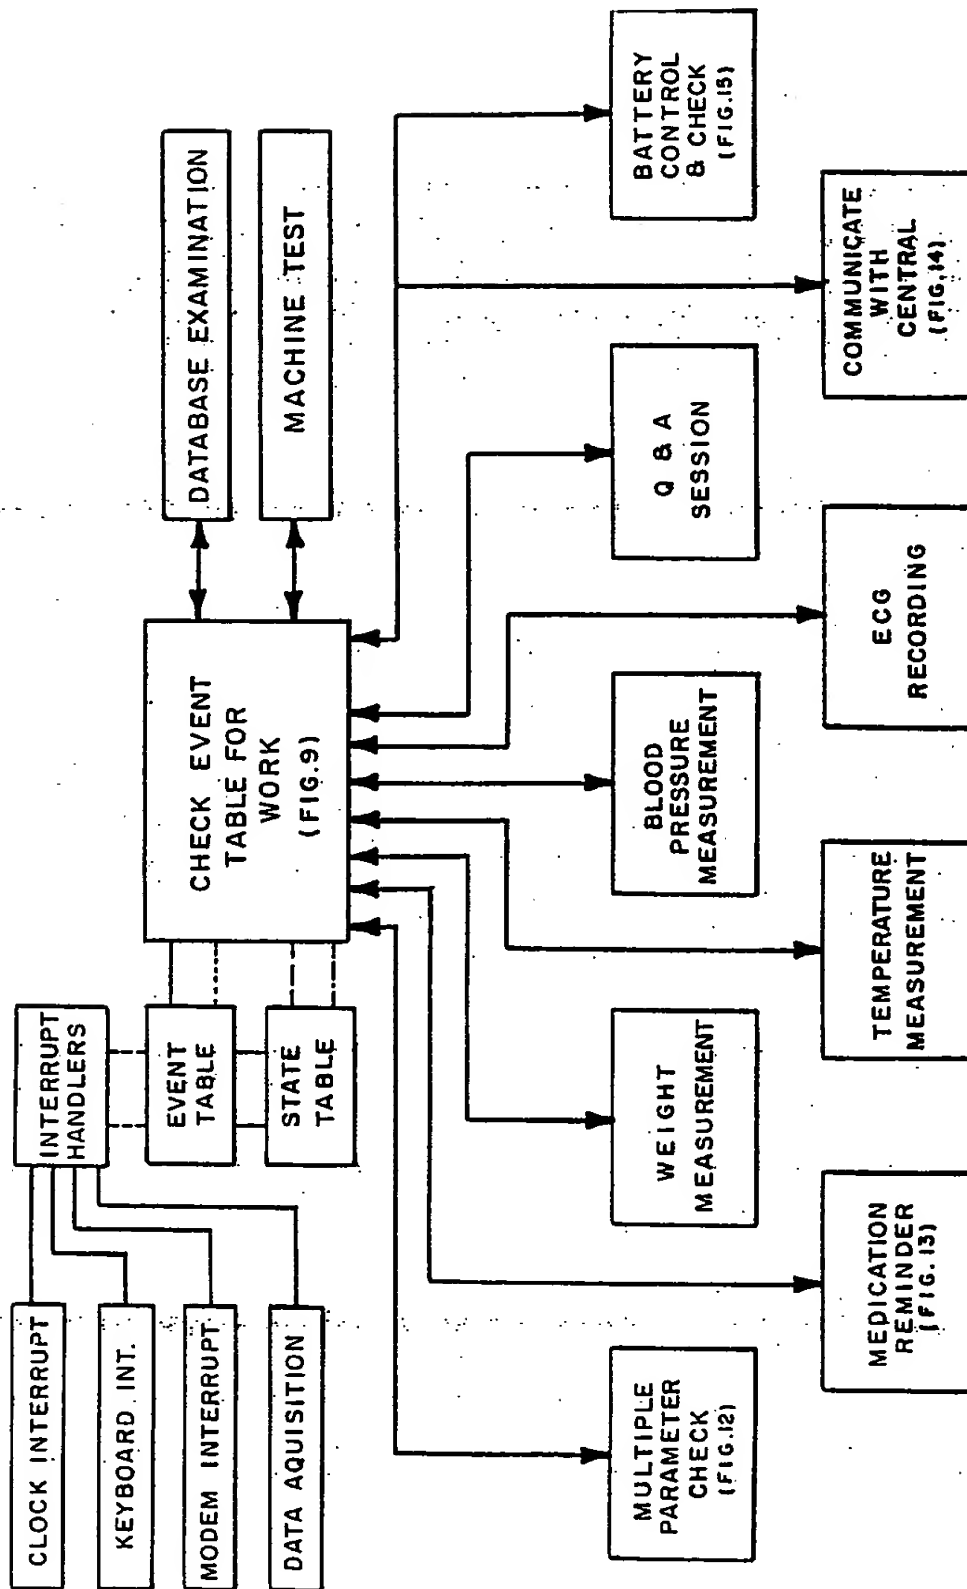 CLOCK INTERRUPT
KEYBOARD INT.
MODEM INTERRUPT
DATA AQUISITION
INTERRUPT
HANDLERS
EVENT
TABLE
STATE
TABLE
CHECK EVENT
TABLE FOR
WORK
(FIG.9)
DATABASE EXAMINATION
MACHINE TEST
MULTIPLE
PARAMETER
CHECK
(FIG.12)
WEIGHT
MEASUREMENT
BLOOD
PRESSURE
MEASUREMENT
Q & A
SESSION
BATTERY
CONTROL
& CHECK
(FIG.15)
MEDICATION
REMINDER
(FIG.13)
TEMPERATURE
MEASUREMENT
ECG
RECORDING
COMMUNICATE
WITH
CENTRAL
(FIG.14)